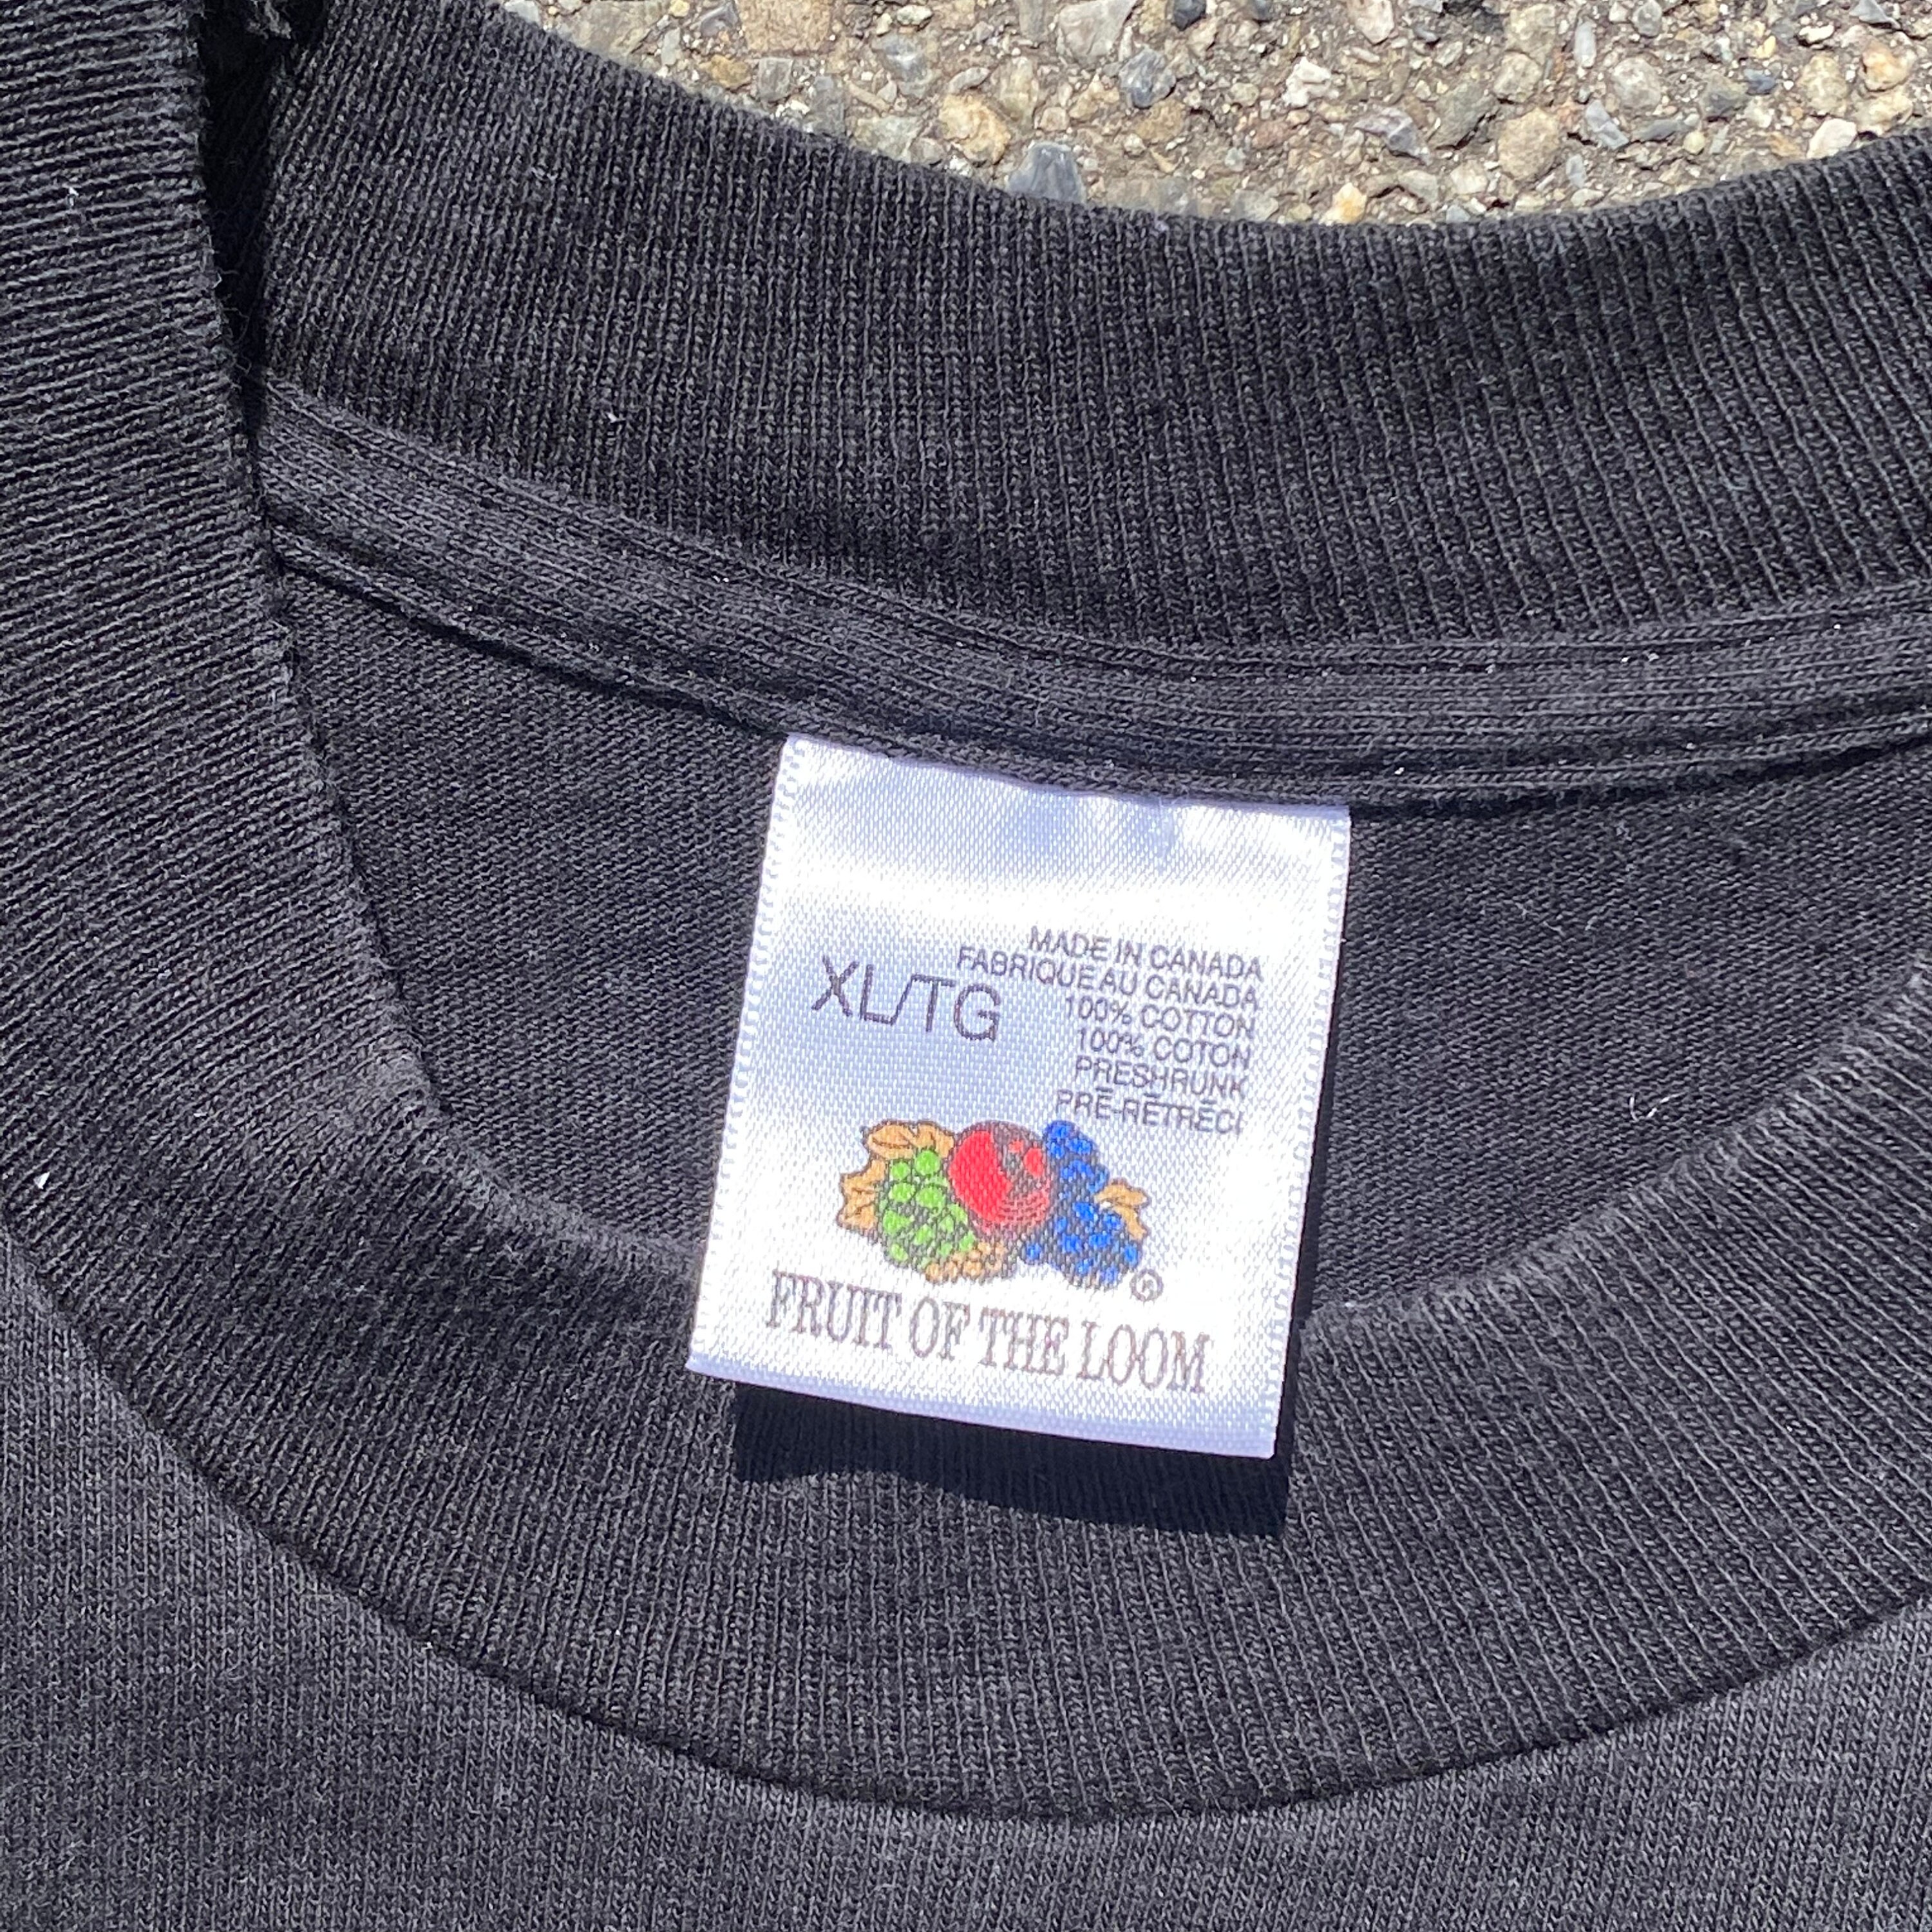 XL/TG
MADE IN CANADA
FABRIQUE AU CANADA
100% COTTON
100% COTON
PRESHRUNK
PRÉ-RÉTRÉCI
®
FRUIT OF THE LOOM